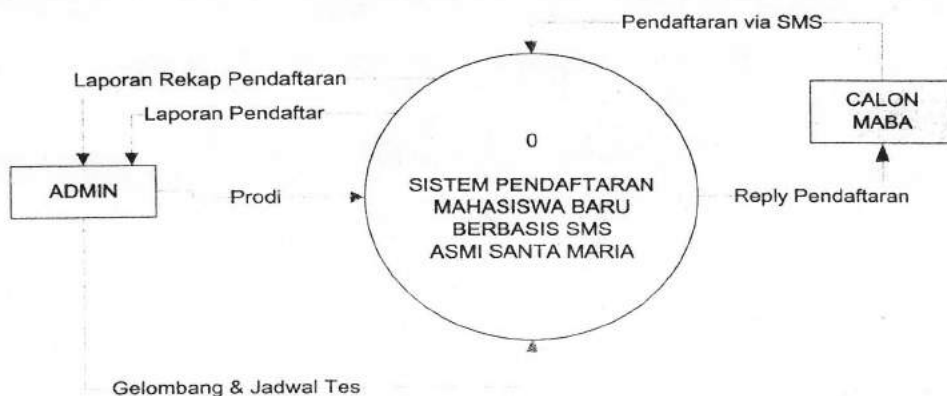 Pendaftaran via SMS
Laporan Rekap Pendaftaran
Laporan Pendaftar
CALON
MABA
0
ADMIN
Prodi
SISTEM PENDAFTARAN
MAHASISWA BARU
BERBASIS SMS
ASMI SANTA MARIA
Reply Pendaftaran
Gelombang & Jadwal Tes